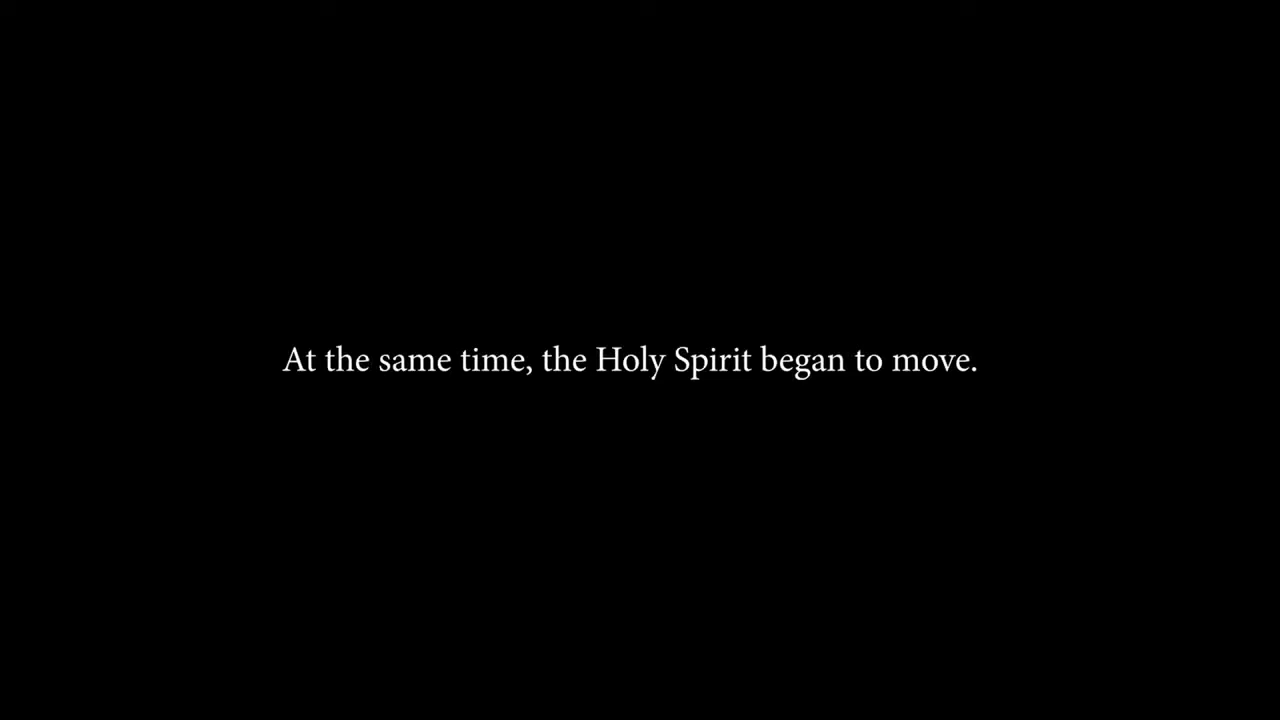 At the same time, the Holy Spirit began to move.